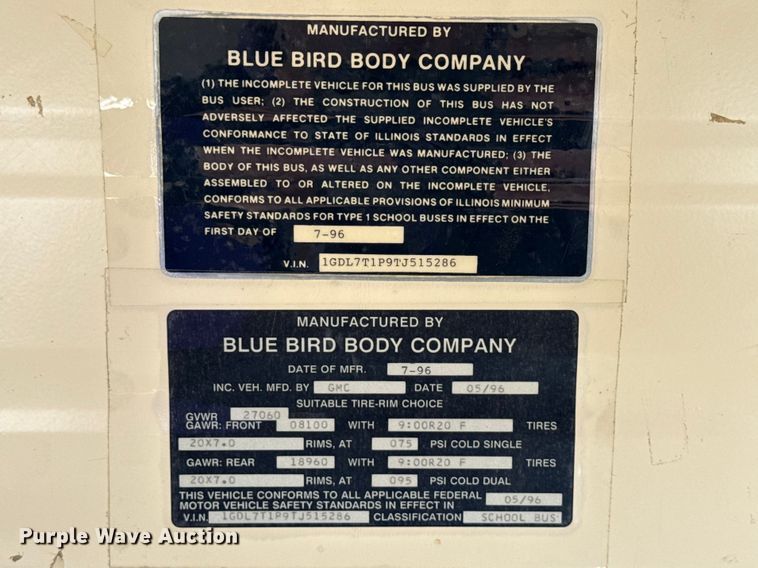 MANUFACTURED BY
BLUE BIRD BODY COMPANY
(1) THE INCOMPLETE VEHICLE FOR THIS BUS WAS SUPPLIED BY THE
BUS USER; (2) THE CONSTRUCTION OF THIS BUS HAS NOT
ADVERSELY AFFECTED THE SUPPLIED INCOMPLETE VEHICLE'S
CONFORMANCE TO STATE OF ILLINOIS STANDARDS IN EFFECT
WHEN THE INCOMPLETE VEHICLE WAS MANUFACTURED; (3) THE
BODY OF THIS BUS, AS WELL AS ANY OTHER COMPONENT EITHER
ASSEMBLED TO OR ALTERED ON THE INCOMPLETE VEHICLE,
CONFORMS TO ALL APPLICABLE PROVISIONS OF ILLINOIS MINIMUM
SAFETY STANDARDS FOR TYPE 1 SCHOOL BUSES IN EFFECT ON THE
FIRST DAY OF 7-96
V.I.N. 1GDL7T1P9TJ515286
MANUFACTURED BY
BLUE BIRD BODY COMPANY
DATE OF MFR. 7-96
INC. VEH. MFD. BY GMC DATE 05/96
SUITABLE TIRE-RIM CHOICE
GVWR 27060
GAWR: FRONT 08100 WITH 9:00R20 F TIRES
20X7.0 RIMS, AT 075 PSI COLD SINGLE
GAWR: REAR 18960 WITH 9:00R20 F TIRES
20X7.0 RIMS, AT 095 PSI COLD DUAL
THIS VEHICLE CONFORMS TO ALL APPLICABLE FEDERAL
MOTOR VEHICLE SAFETY STANDARDS IN EFFECT IN 05/96
V.I.N. 1GDL7T1P9TJ515286 CLASSIFICATION SCHOOL BUS
Purple Wave Auction